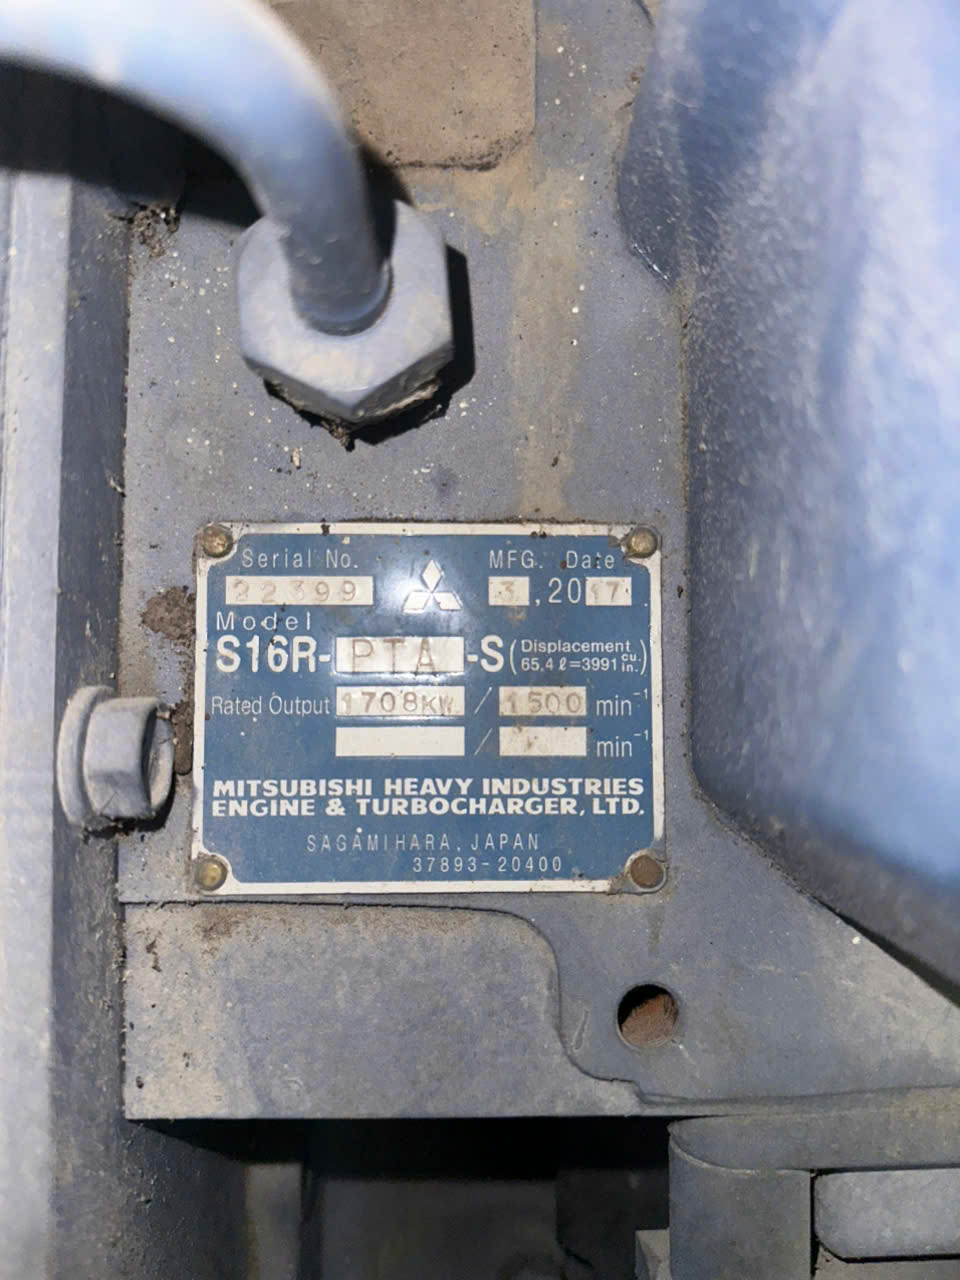 Serial No. MFG. Date
22399 3, 2017
Model
S16R-PTA-S (Displacement 65,4 ℓ=3991 cu. in.)
Rated Output 1708KW / 1500 min⁻¹
/ min⁻¹
MITSUBISHI HEAVY INDUSTRIES
ENGINE & TURBOCHARGER, LTD.
SAGAMIHARA, JAPAN
37893-20400